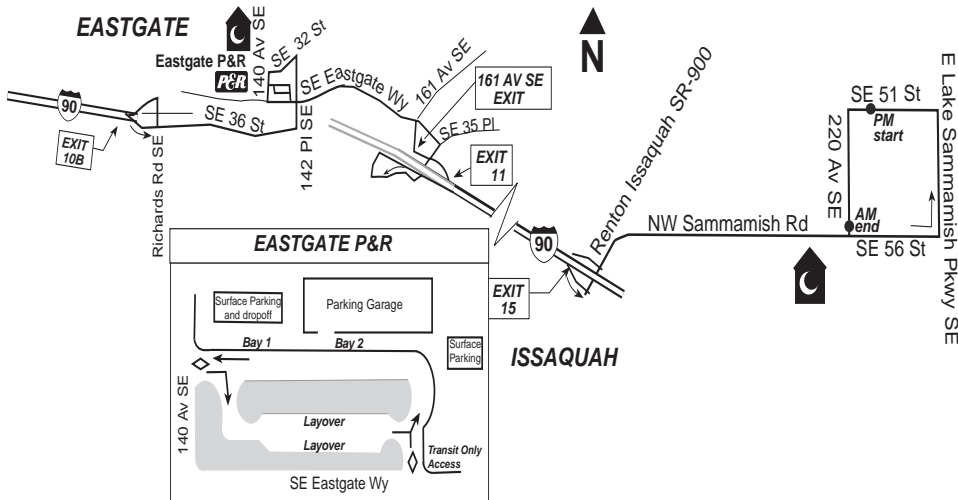 EASTGATE
140 Av SE
SE 32 St
Eastgate P&R
P&R
SE Eastgate Wy
161 Av SE
161 AV SE
EXIT
N
90
SE 36 St
EXIT
10B
Richards Rd SE
142 Pl SE
SE 35 Pl
EXIT
11
Renton Issaquah SR-900
SE 51 St
PM
start
220 Av SE
E Lake Sammamish Pkwy SE
AM
end
NW Sammamish Rd
SE 56 St
90
EXIT
15
ISSAQUAH
EASTGATE P&R
Surface Parking
and dropoff
Parking Garage
Bay 1
Bay 2
Surface
Parking
140 Av SE
Layover
Layover
Transit Only
Access
SE Eastgate Wy